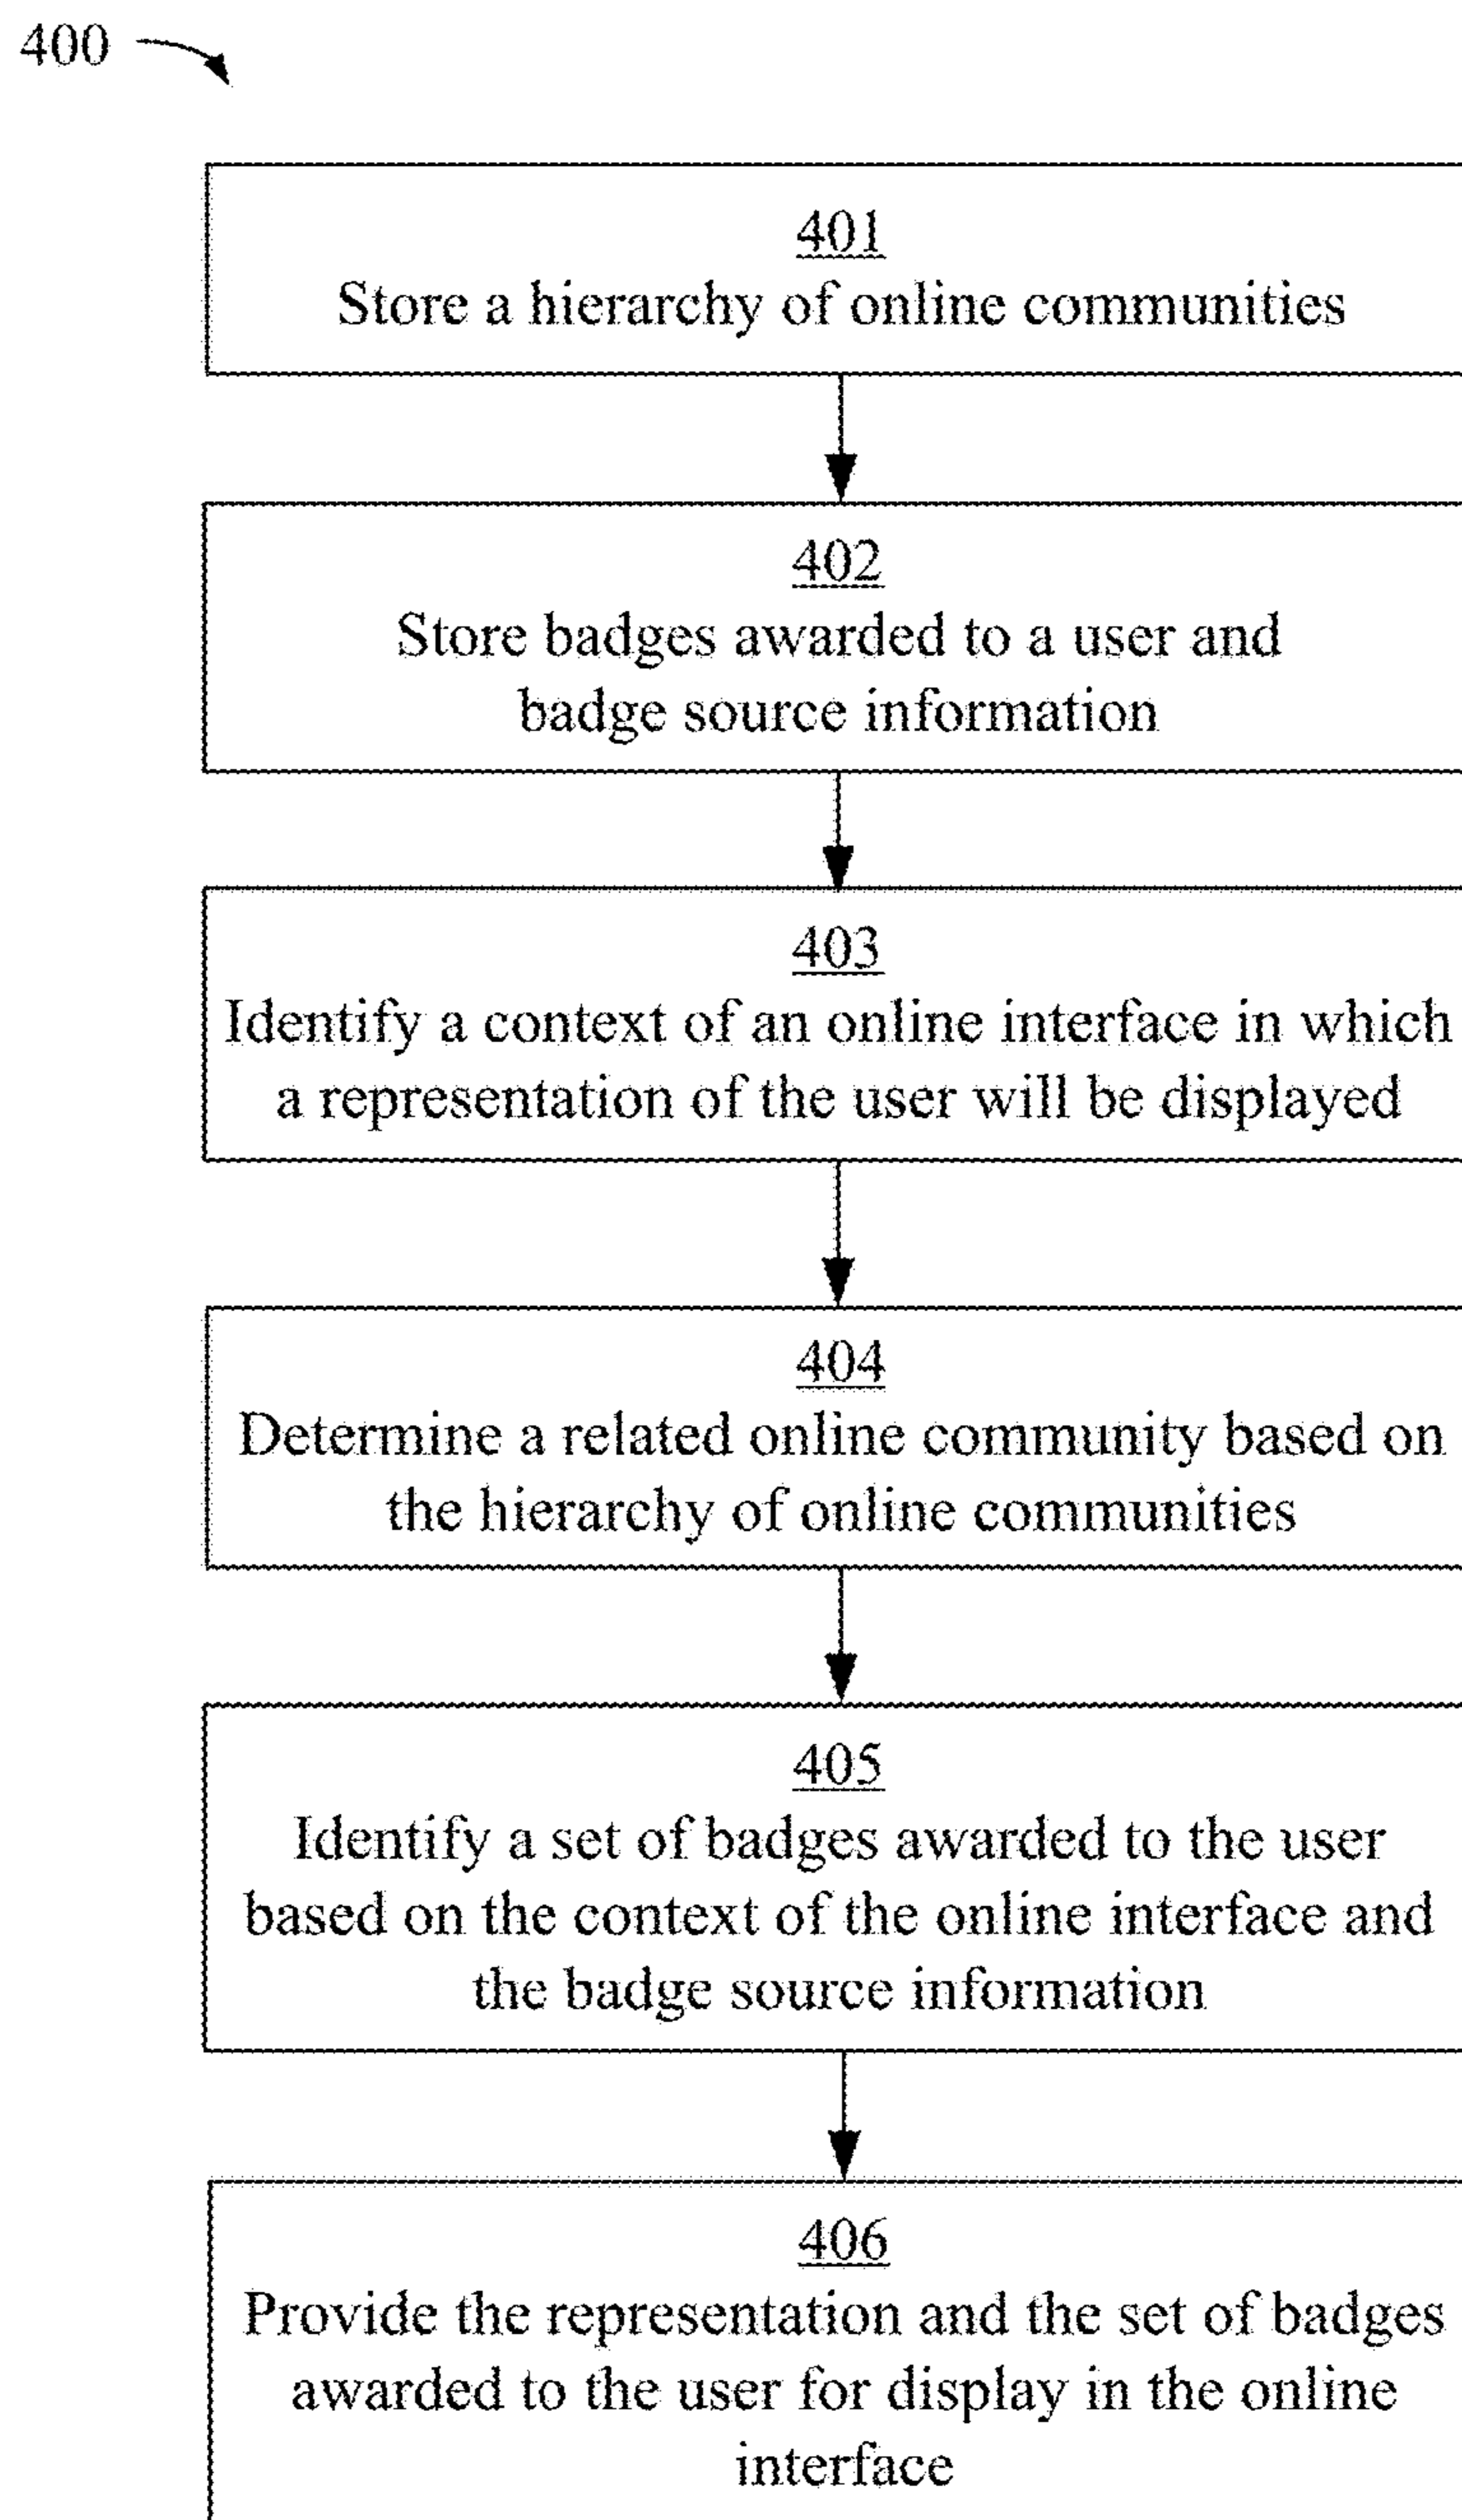 400
401
Store a hierarchy of online communities
402
Store badges awarded to a user and
badge source information
403
Identify a context of an online interface in which
a representation of the user will be displayed
404
Determine a related online community based on
the hierarchy of online communities
405
Identify a set of badges awarded to the user
based on the context of the online interface and
the badge source information
406
Provide the representation and the set of badges
awarded to the user for display in the online
interface